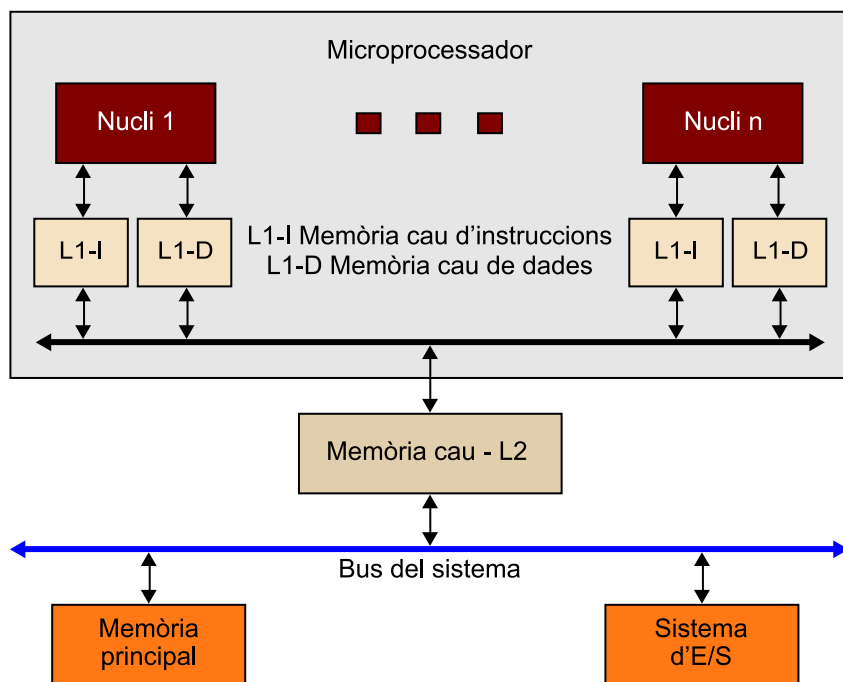 Microprocessador
Nucli 1
Nucli n
L1-I
L1-D
L1-I Memòria cau d’instruccions
L1-D Memòria cau de dades
L1-I
L1-D
Memòria cau - L2
Bus del sistema
Memòria
principal
Sistema
d’E/S